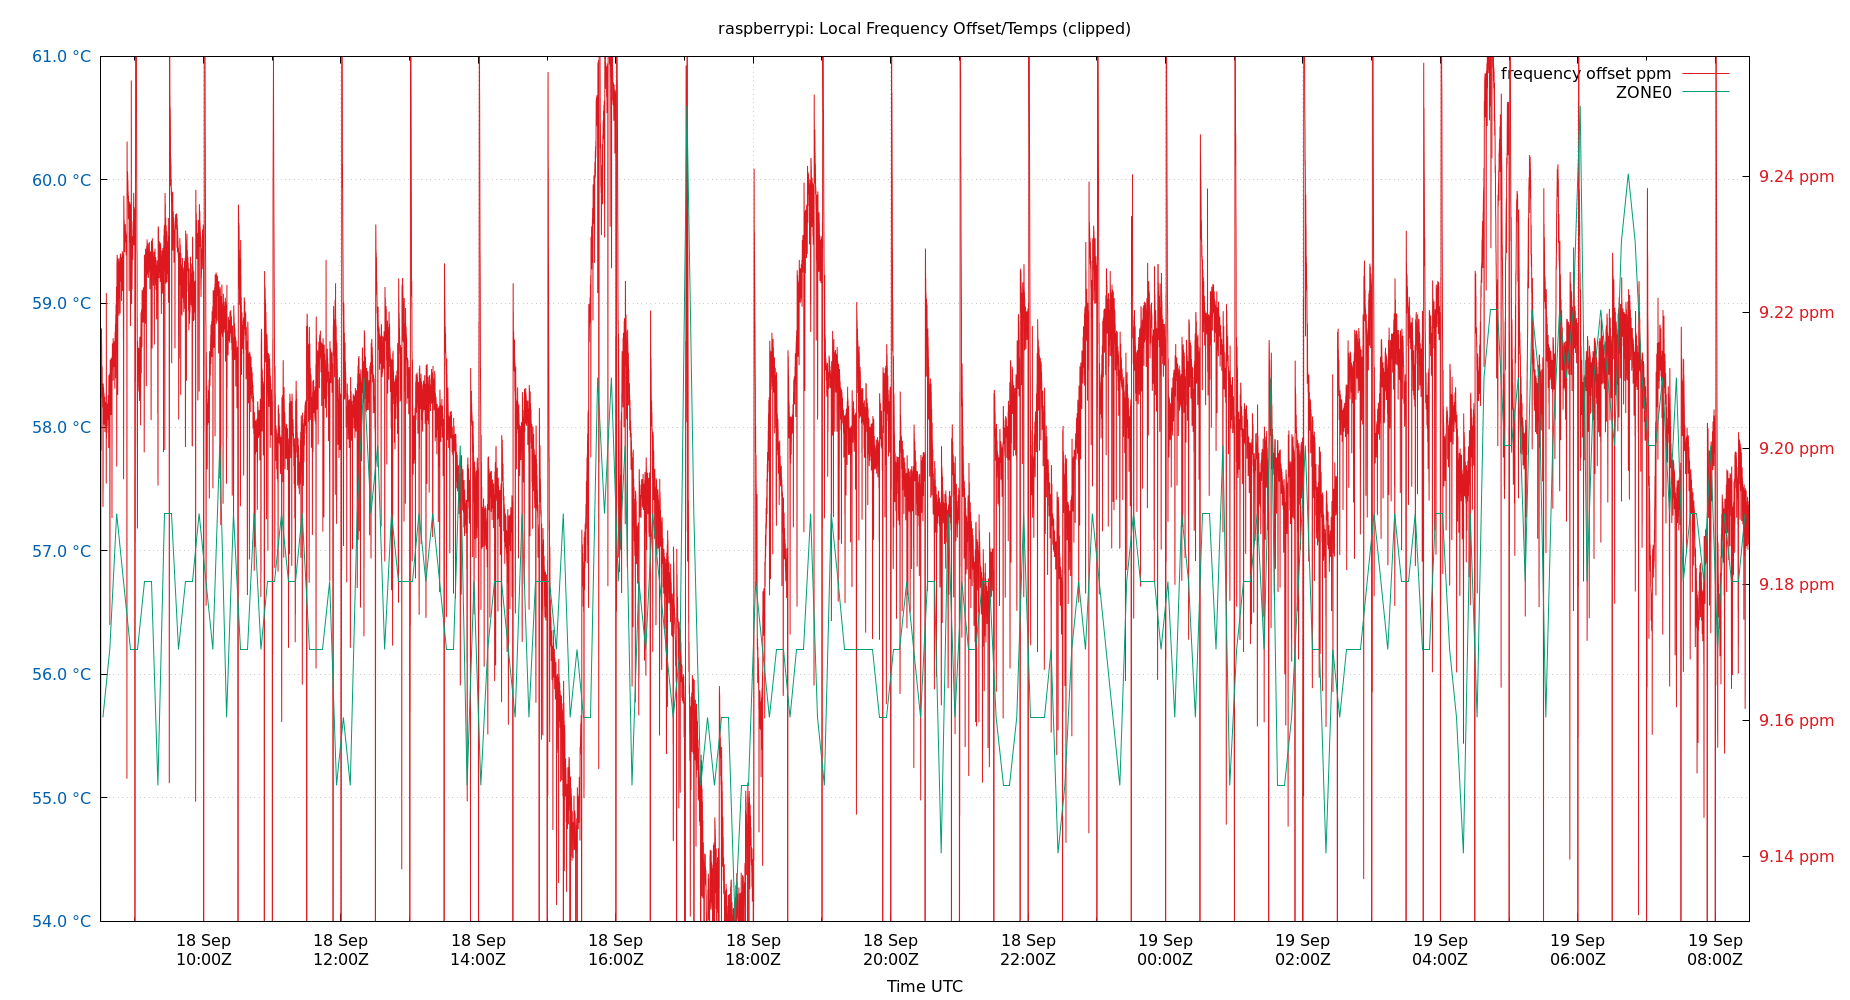 raspberrypi: Local Frequency Offset/Temps (clipped)
61.0 °C
60.0 °C
59.0 °C
58.0 °C
57.0 °C
56.0 °C
55.0 °C
54.0 °C
frequency offset ppm
ZONE0
9.24 ppm
9.22 ppm
9.20 ppm
9.18 ppm
9.16 ppm
9.14 ppm
18 Sep 18 Sep 18 Sep 18 Sep 18 Sep 18 Sep 18 Sep 19 Sep 19 Sep 19 Sep 19 Sep 19 Sep
10:00Z 12:00Z 14:00Z 16:00Z 18:00Z 20:00Z 22:00Z 00:00Z 02:00Z 04:00Z 06:00Z 08:00Z
Time UTC